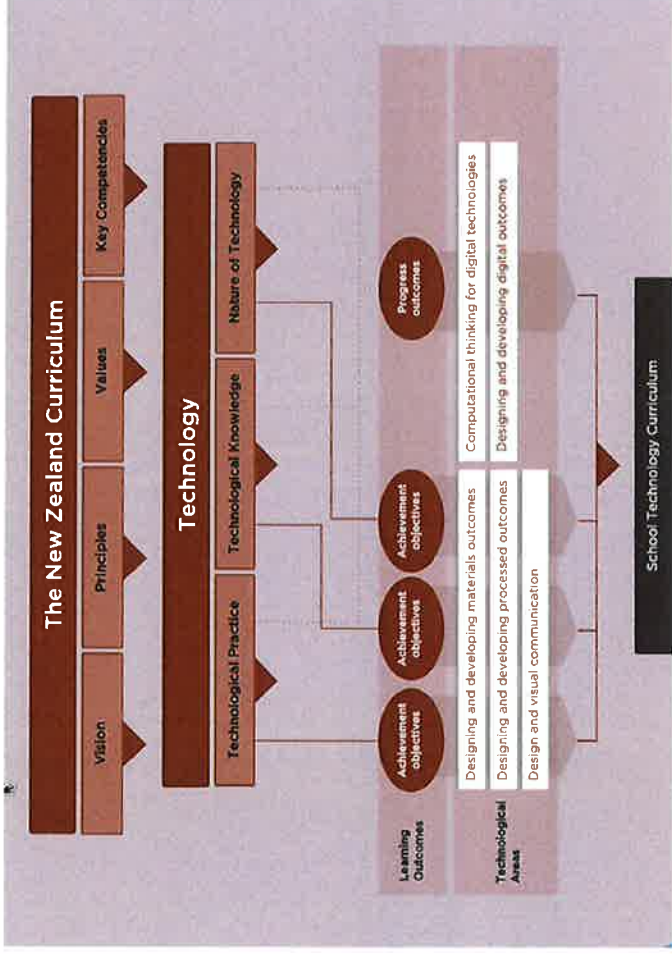 The New Zealand Curriculum
Vision
Principles
Values
Key Competencies
Technology
Technological Practice
Technological Knowledge
Nature of Technology
Learning
Outcomes
Achievement
objectives
Achievement
objectives
Achievement
objectives
Progress
outcomes
Technological
Areas
Designing and developing materials outcomes
Designing and developing processed outcomes
Design and visual communication
Computational thinking for digital technologies
Designing and developing digital outcomes
School Technology Curriculum